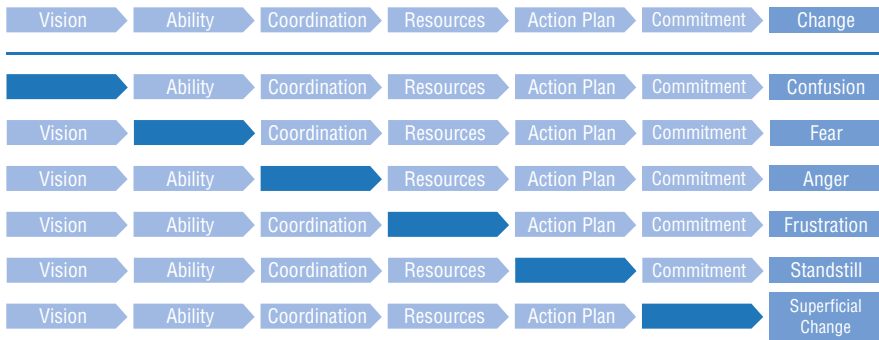 Vision Ability Coordination Resources Action Plan Commitment Change
Ability Coordination Resources Action Plan Commitment Confusion
Vision Coordination Resources Action Plan Commitment Fear
Vision Ability Resources Action Plan Commitment Anger
Vision Ability Coordination Action Plan Commitment Frustration
Vision Ability Coordination Resources Commitment Standstill
Vision Ability Coordination Resources Action Plan Superficial
Change